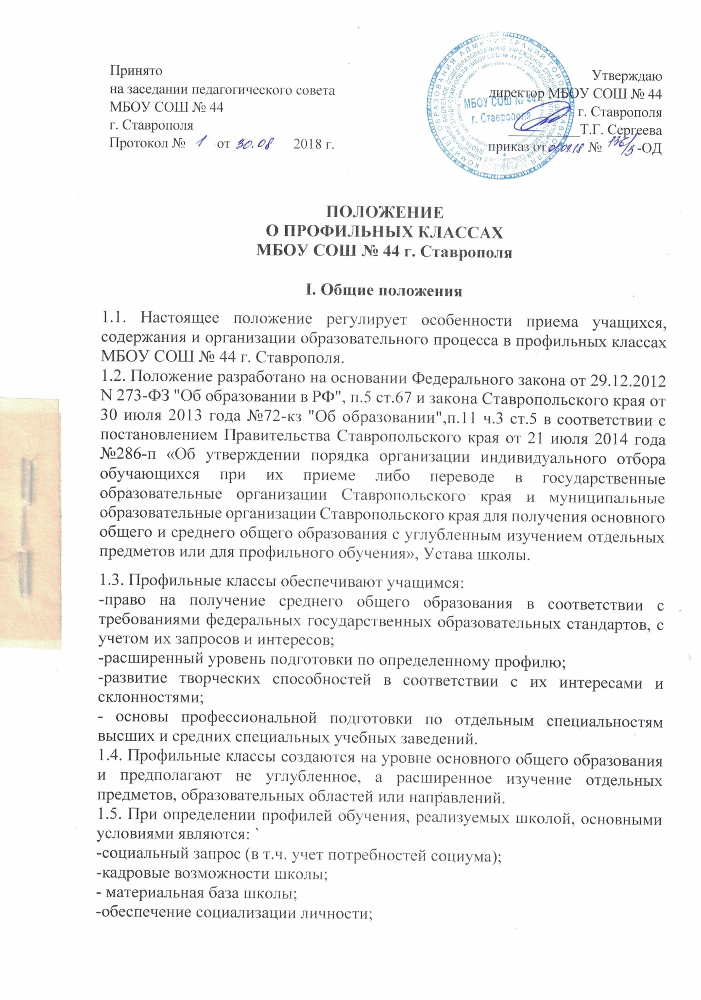 Принято
на заседании педагогического совета
МБОУ СОШ № 44
г. Ставрополя
Протокол № 1 от 30.08 2018 г.
Утверждаю
директор МБОУ СОШ № 44
г. Ставрополя
Т.Г. Сергеева
приказ от 01.09.18 № -ОД
КОМИТЕТ ОБРАЗОВАНИЯ АДМИНИСТРАЦИИ ГОРОДА СТАВРОПОЛЯ
МБОУ СОШ № 44
г. Ставрополя
ПОЛОЖЕНИЕ
О ПРОФИЛЬНЫХ КЛАССАХ
МБОУ СОШ № 44 г. Ставрополя
I. Общие положения
1.1. Настоящее положение регулирует особенности приема учащихся,
содержания и организации образовательного процесса в профильных классах
МБОУ СОШ № 44 г. Ставрополя.
1.2. Положение разработано на основании Федерального закона от 29.12.2012
N 273-ФЗ "Об образовании в РФ", п.5 ст.67 и закона Ставропольского края от
30 июля 2013 года №72-кз "Об образовании",п.11 ч.3 ст.5 в соответствии с
постановлением Правительства Ставропольского края от 21 июля 2014 года
№286-п «Об утверждении порядка организации индивидуального отбора
обучающихся при их приеме либо переводе в государственные
образовательные организации Ставропольского края и муниципальные
образовательные организации Ставропольского края для получения основного
общего и среднего общего образования с углубленным изучением отдельных
предметов или для профильного обучения», Устава школы.
1.3. Профильные классы обеспечивают учащимся:
-право на получение среднего общего образования в соответствии с
требованиями федеральных государственных образовательных стандартов, с
учетом их запросов и интересов;
-расширенный уровень подготовки по определенному профилю;
-развитие творческих способностей в соответствии с их интересами и
склонностями;
- основы профессиональной подготовки по отдельным специальностям
высших и средних специальных учебных заведений.
1.4. Профильные классы создаются на уровне основного общего образования
и предполагают не углубленное, а расширенное изучение отдельных
предметов, образовательных областей или направлений.
1.5. При определении профилей обучения, реализуемых школой, основными
условиями являются: `
-социальный запрос (в т.ч. учет потребностей социума);
-кадровые возможности школы;
- материальная база школы;
-обеспечение социализации личности;